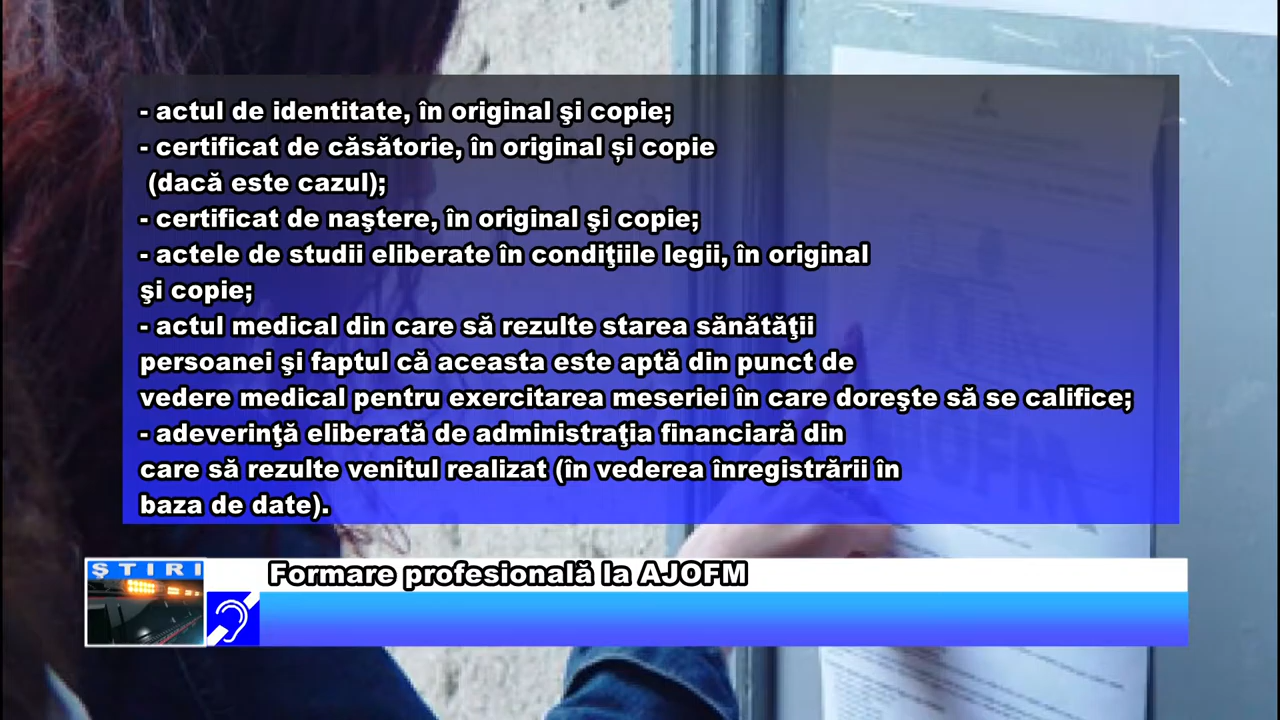 - actul de identitate, în original şi copie;
- certificat de căsătorie, în original și copie
(dacă este cazul);
- certificat de naştere, în original şi copie;
- actele de studii eliberate în condiţiile legii, în original
şi copie;
- actul medical din care să rezulte starea sănătăţii
persoanei şi faptul că aceasta este aptă din punct de
vedere medical pentru exercitarea meseriei în care doreşte să se califice;
- adeverinţă eliberată de administraţia financiară din
care să rezulte venitul realizat (în vederea înregistrării în
baza de date).
ŞTIRI
Formare profesională la AJOFM